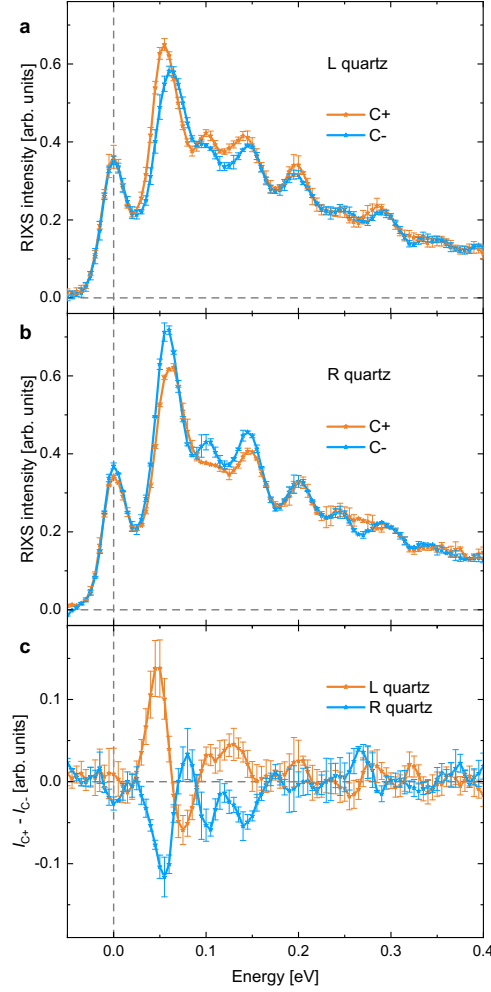 a
L quartz
C+
C-
RIXS intensity [arb. units]
0.6
0.4
0.2
0.0
b
R quartz
C+
C-
RIXS intensity [arb. units]
0.6
0.4
0.2
0.0
c
L quartz
R quartz
I_C+ - I_C- [arb. units]
0.1
0.0
-0.1
0.0 0.1 0.2 0.3 0.4
Energy [eV]